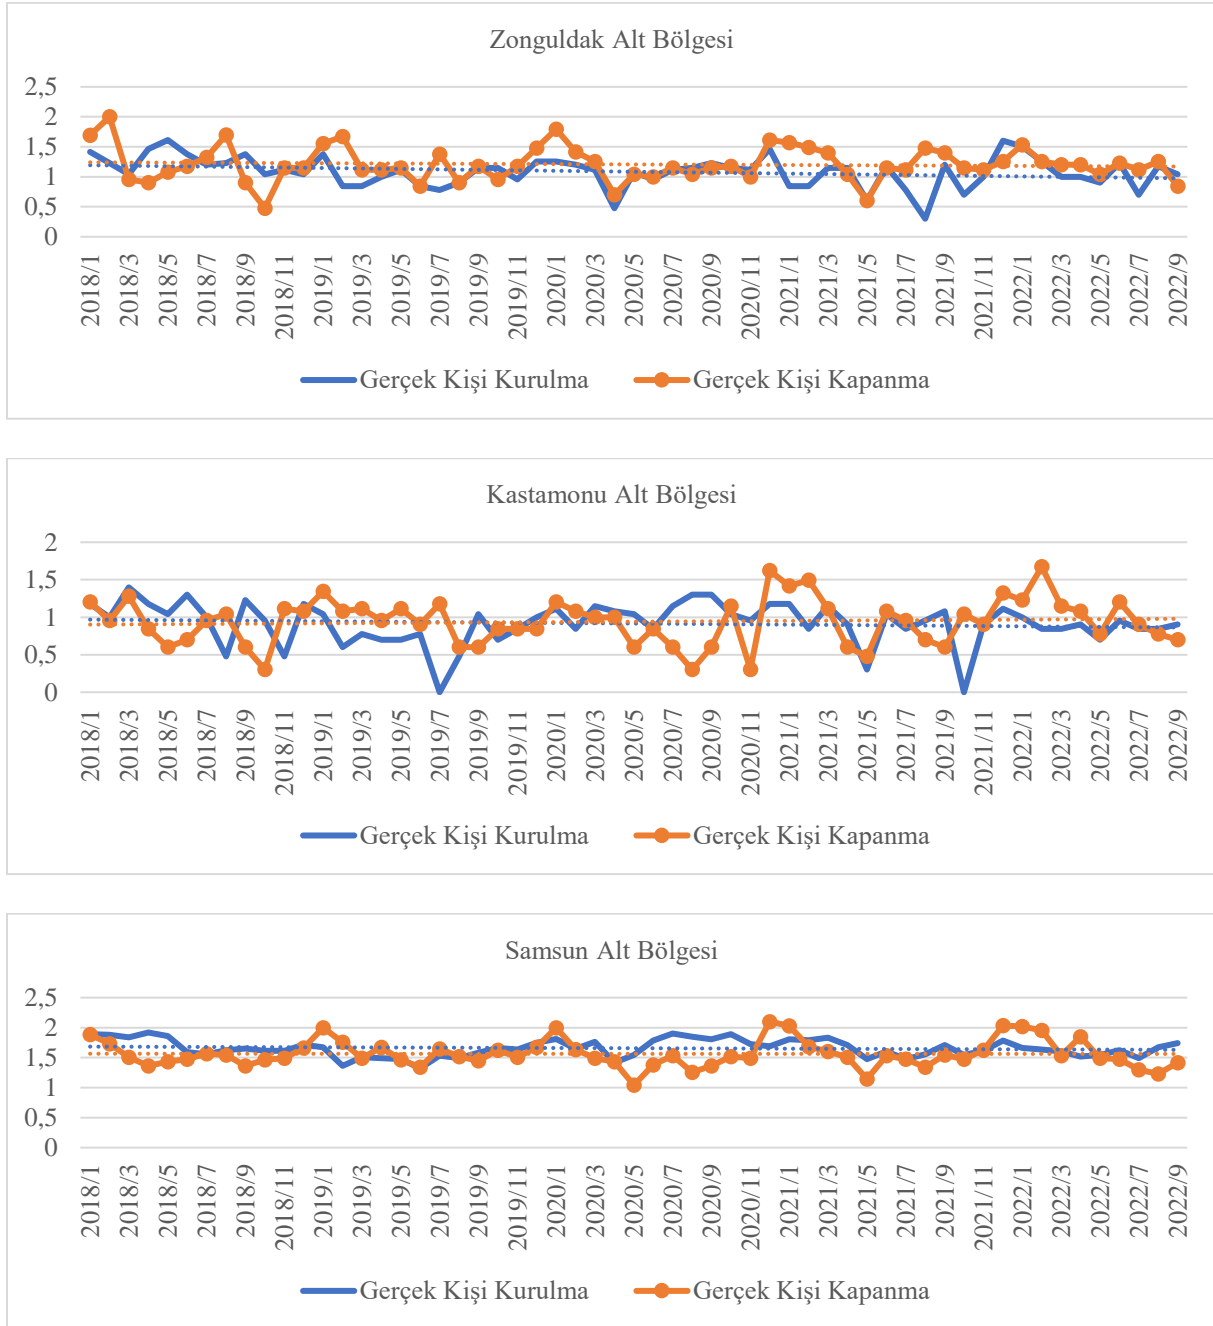 Zonguldak Alt Bölgesi
2,5
2
1,5
1
0,5
0
2018/1 2018/3 2018/5 2018/7 2018/9 2018/11 2019/1 2019/3 2019/5 2019/7 2019/9 2019/11 2020/1 2020/3 2020/5 2020/7 2020/9 2020/11 2021/1 2021/3 2021/5 2021/7 2021/9 2021/11 2022/1 2022/3 2022/5 2022/7 2022/9
Gerçek Kişi Kurulma Gerçek Kişi Kapanma
Kastamonu Alt Bölgesi
2
1,5
1
0,5
0
2018/1 2018/3 2018/5 2018/7 2018/9 2018/11 2019/1 2019/3 2019/5 2019/7 2019/9 2019/11 2020/1 2020/3 2020/5 2020/7 2020/9 2020/11 2021/1 2021/3 2021/5 2021/7 2021/9 2021/11 2022/1 2022/3 2022/5 2022/7 2022/9
Gerçek Kişi Kurulma Gerçek Kişi Kapanma
Samsun Alt Bölgesi
2,5
2
1,5
1
0,5
0
2018/1 2018/3 2018/5 2018/7 2018/9 2018/11 2019/1 2019/3 2019/5 2019/7 2019/9 2019/11 2020/1 2020/3 2020/5 2020/7 2020/9 2020/11 2021/1 2021/3 2021/5 2021/7 2021/9 2021/11 2022/1 2022/3 2022/5 2022/7 2022/9
Gerçek Kişi Kurulma Gerçek Kişi Kapanma